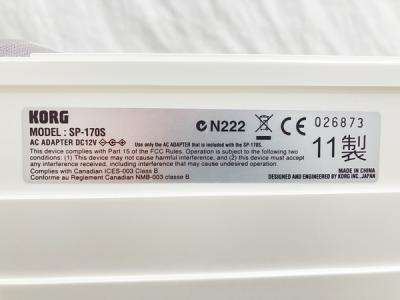 KORG
MODEL : SP-170S
AC ADAPTER DC12V
Use only the AC ADAPTER that is included with the SP-170S.
N222
CE
026873
This device complies with Part 15 of the FCC Rules. Operation is subject to the following
two conditions: (1) This device may not cause harmful interference, and (2) this device must accept
any interference received, including interference that may cause undesired operation.
Complies with Canadian ICES-003 Class B.
Conforme au Reglement Canadien NMB-003 classe B.
11製
MADE IN CHINA
DESIGNED AND ENGINEERED BY KORG INC.,JAPAN